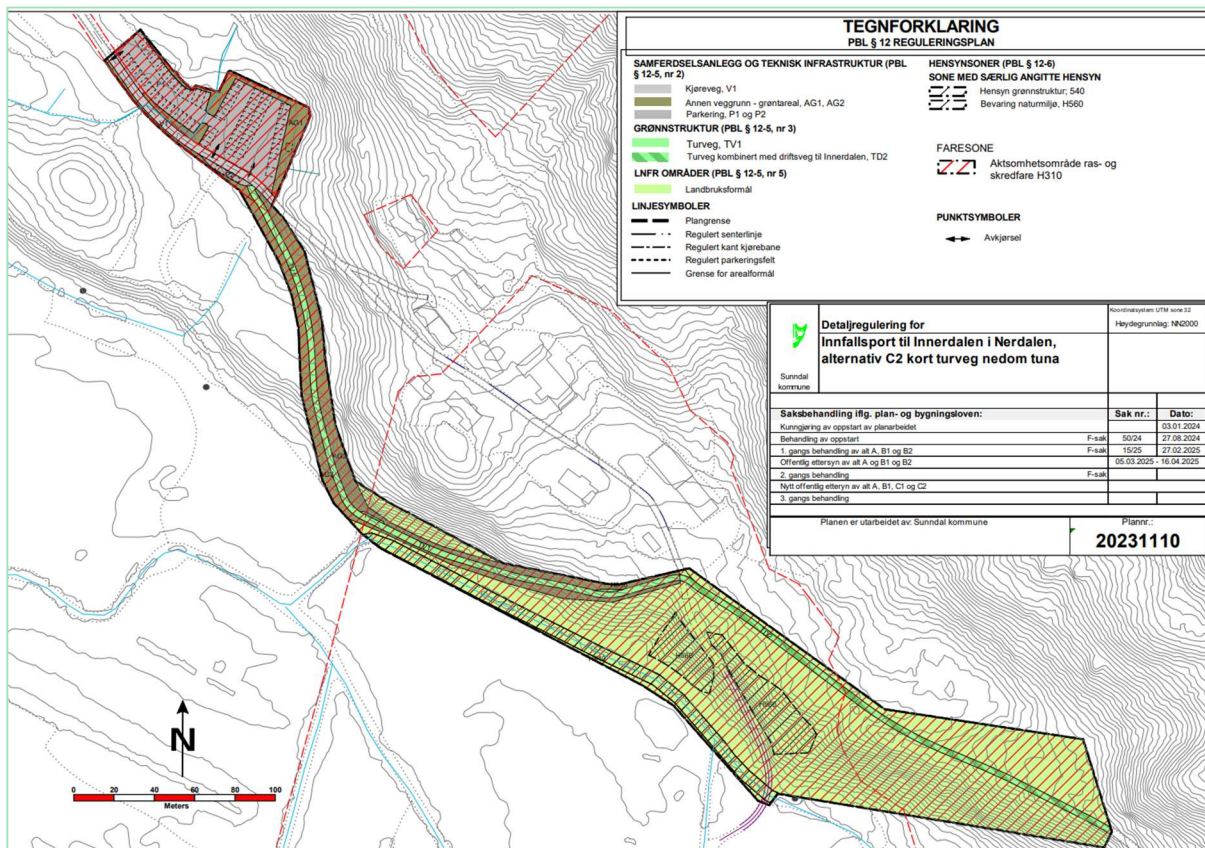 TEGNFORKLARING
PBL § 12 REGULERINGSPLAN
SAMFERDSELSANLEGG OG TEKNISK INFRASTRUKTUR (PBL
§ 12-5, nr 2)
Kjøreveg, V1
Annen veggrunn - grøntareal, AG1, AG2
Parkering, P1 og P2
GRØNNSTRUKTUR (PBL § 12-5, nr 3)
Turveg, TV1
Turveg kombinert med driftsveg til Innerdalen, TD2
LNFR OMRÅDER (PBL § 12-5, nr 5)
Landbruksformål
LINJESYMBOLER
Plangrense
Regulert senterlinje
Regulert kant kjørebane
Regulert parkeringsfelt
Grense for arealformål
HENSYNSONER (PBL § 12-6)
SONE MED SÆRLIG ANGITTE HENSYN
Hensyn grønnstruktur; 540
Bevaring naturmiljø, H560
FARESONE
Aktsomhetsområde ras- og
skredfare H310
PUNKTSYMBOLER
Avkjørsel
Sunndal
kommune
Detaljregulering for
Innfallsport til Innerdalen i Nerdalen,
alternativ C2 kort turveg nedom tuna
Koordinatsystem: UTM sone 32
Høydegrunnlag: NN2000
Saksbehandling iflg. plan- og bygningsloven: Sak nr.: Dato:
Kunngjøring av oppstart av planarbeidet 03.01.2024
Behandling av oppstart F-sak 50/24 27.08.2024
1. gangs behandling av alt A, B1 og B2 F-sak 15/25 27.02.2025
Offentlig ettersyn av alt A og B1 og B2 05.03.2025 - 16.04.2025
2. gangs behandling F-sak
Nytt offentlig ettersyn av alt A, B1, C1 og C2
3. gangs behandling
Planen er utarbeidet av: Sunndal kommune
Plannr.:
20231110
AG1
H560
H560
N
0 20 40 60 80 100
Meters